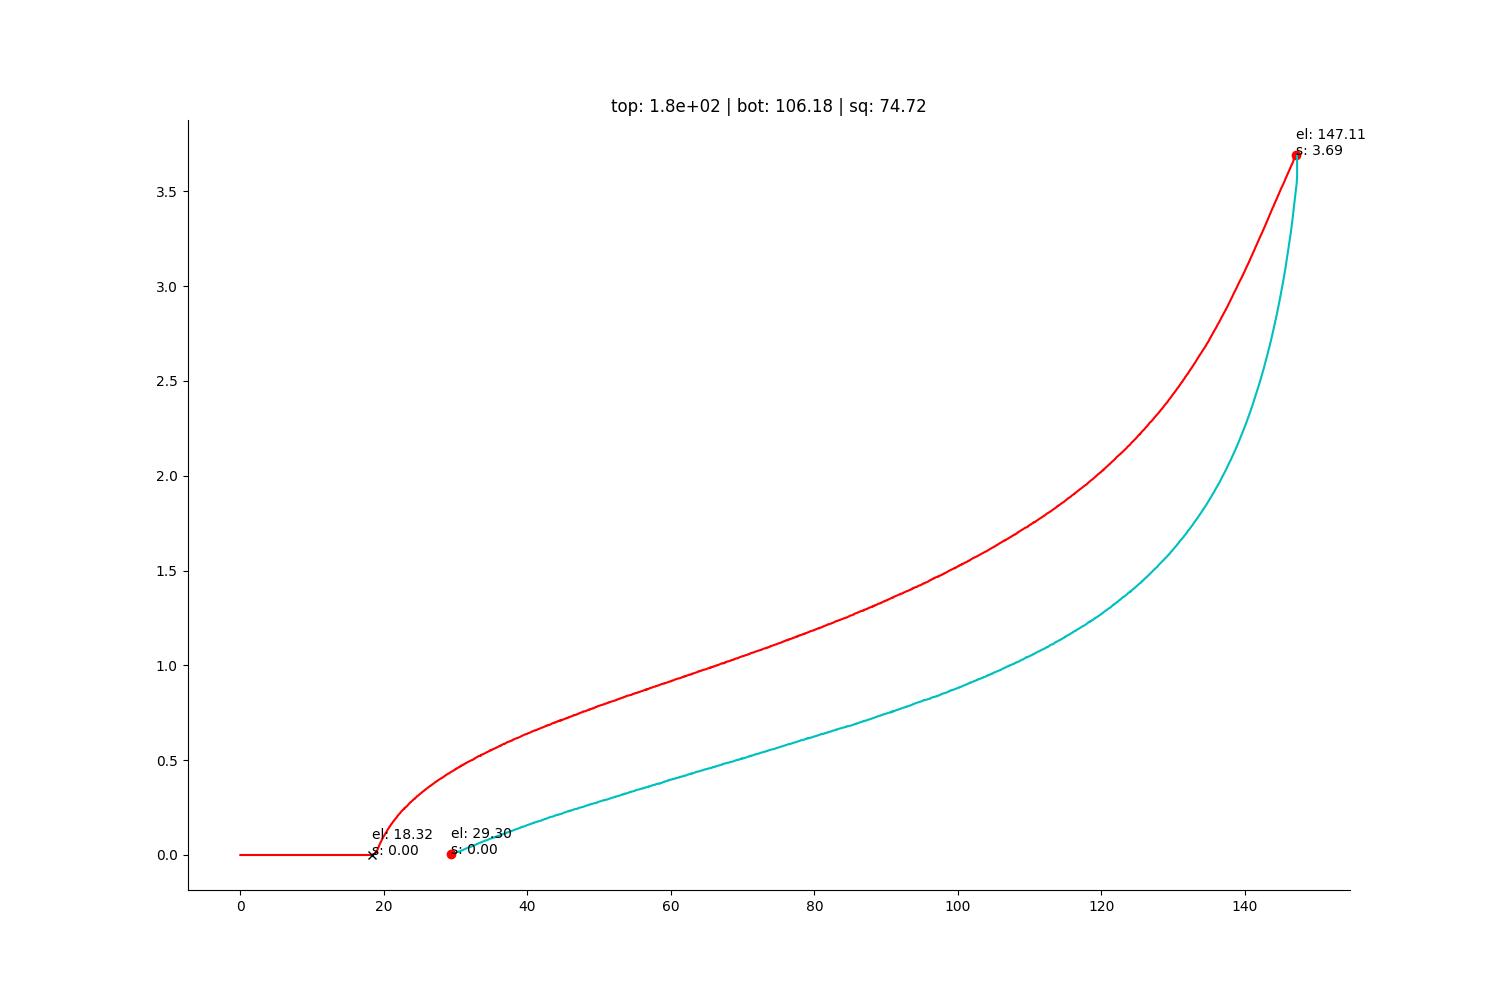 top: 1.8e+02 | bot: 106.18 | sq: 74.72
el: 147.11
s: 3.69
3.5
3.0
2.5
2.0
1.5
1.0
0.5
0.0
el: 18.32
s: 0.00
el: 29.30
s: 0.00
0 20 40 60 80 100 120 140